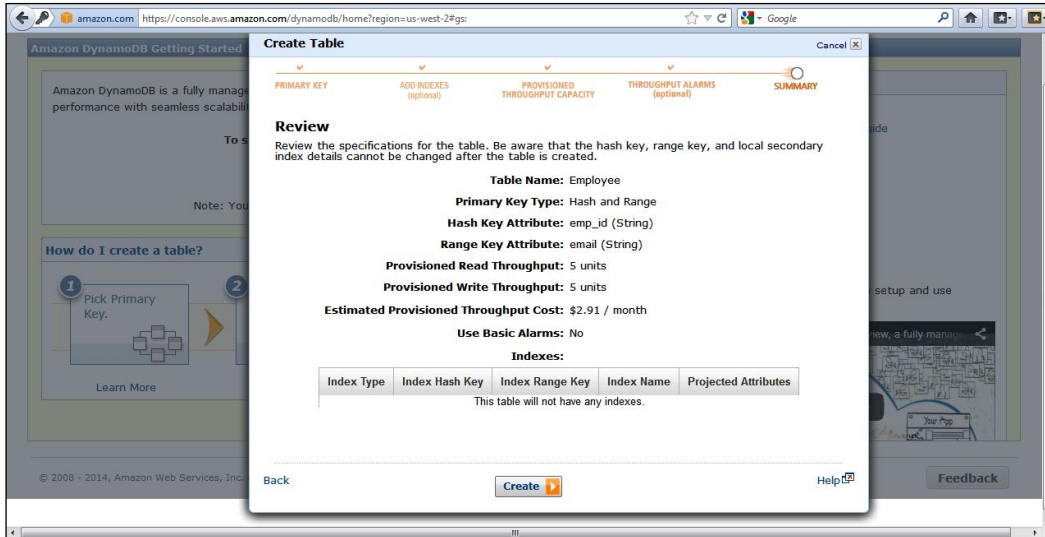 amazon.com https://console.aws.amazon.com/dynamodb/home?region=us-west-2#gs:
Google
Amazon DynamoDB Getting Started
Create Table
Cancel
PRIMARY KEY
ADD INDEXES
(optional)
PROVISIONED
THROUGHPUT CAPACITY
THROUGHPUT ALARMS
(optional)
SUMMARY
Amazon DynamoDB is a fully manage
performance with seamless scalabili
To s
Note: You
ide
Review
Review the specifications for the table. Be aware that the hash key, range key, and local secondary
index details cannot be changed after the table is created.
Table Name: Employee
Primary Key Type: Hash and Range
Hash Key Attribute: emp_id (String)
Range Key Attribute: email (String)
Provisioned Read Throughput: 5 units
Provisioned Write Throughput: 5 units
Estimated Provisioned Throughput Cost: $2.91 / month
Use Basic Alarms: No
Indexes:
Index Type Index Hash Key Index Range Key Index Name Projected Attributes
This table will not have any indexes.
How do I create a table?
1
Pick Primary
Key.
2
Learn More
setup and use
view, a fully manage
Your App
© 2008 - 2014, Amazon Web Services, Inc.
Back
Create
Help
Feedback